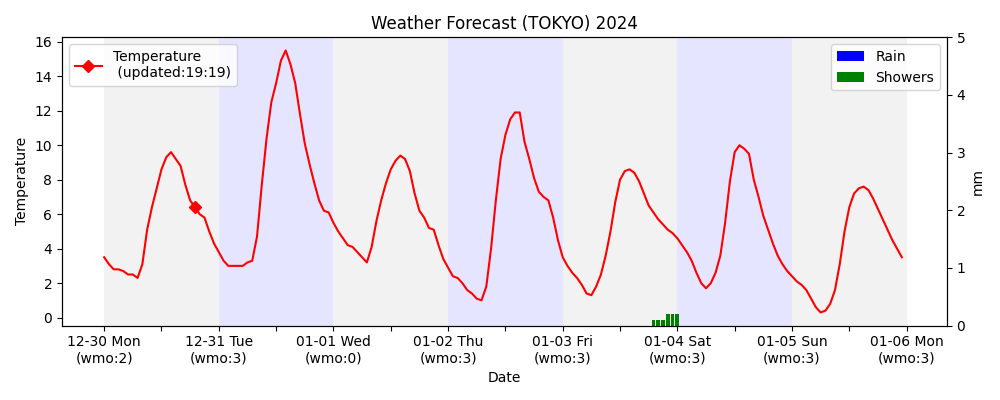 Weather Forecast (TOKYO) 2024
Temperature
(updated:19:19)
Rain
Showers
Temperature
16
14
12
10
8
6
4
2
0
5
4
3
2
1
0
mm
12-30 Mon
(wmo:2)
12-31 Tue
(wmo:3)
01-01 Wed
(wmo:0)
01-02 Thu
(wmo:3)
01-03 Fri
(wmo:3)
01-04 Sat
(wmo:3)
01-05 Sun
(wmo:3)
01-06 Mon
(wmo:3)
Date